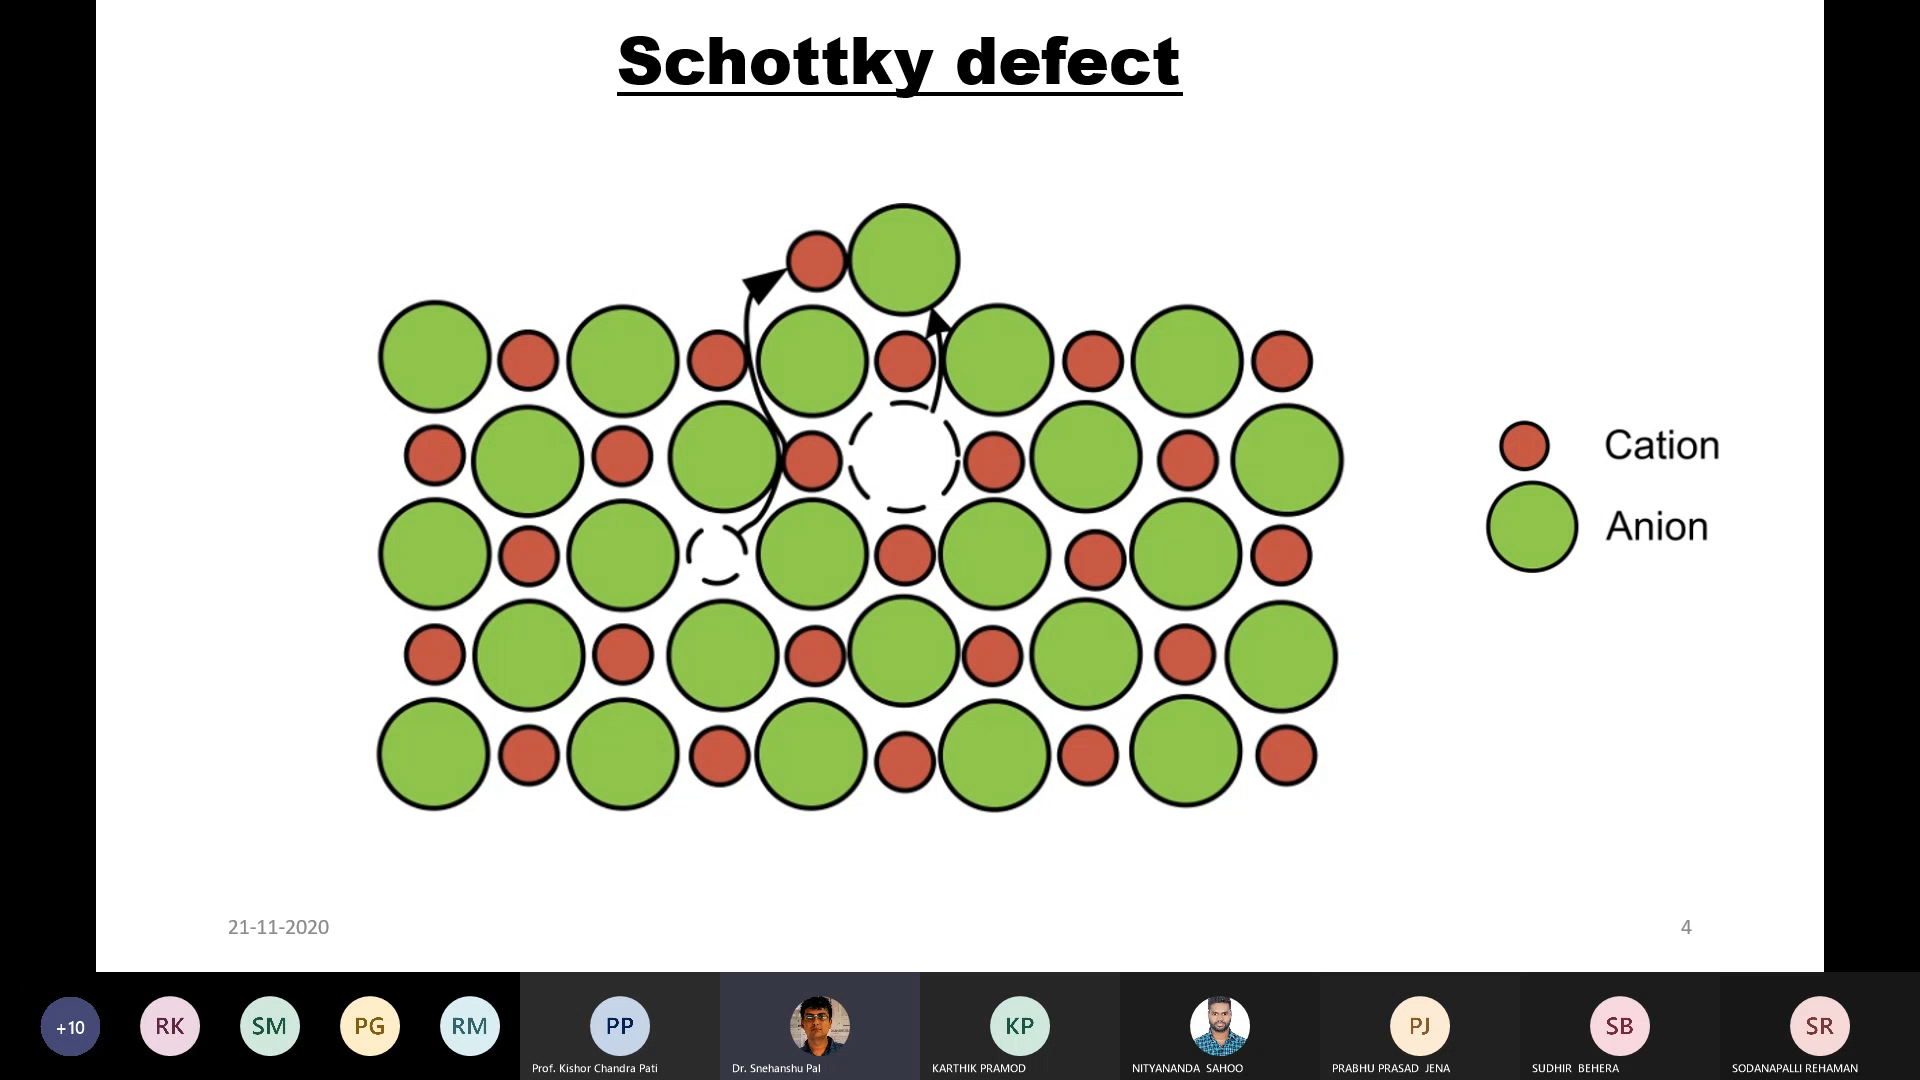 Schottky defect
Cation
Anion
21-11-2020
4
+10
RK
SM
PG
RM
PP
KP
PJ
SB
SR
Prof. Kishor Chandra Pati
Dr. Snehanshu Pal
KARTHIK PRAMOD
NITYANANDA SAHOO
PRABHU PRASAD JENA
SUDHIR BEHERA
SODANAPALLI REHAMAN